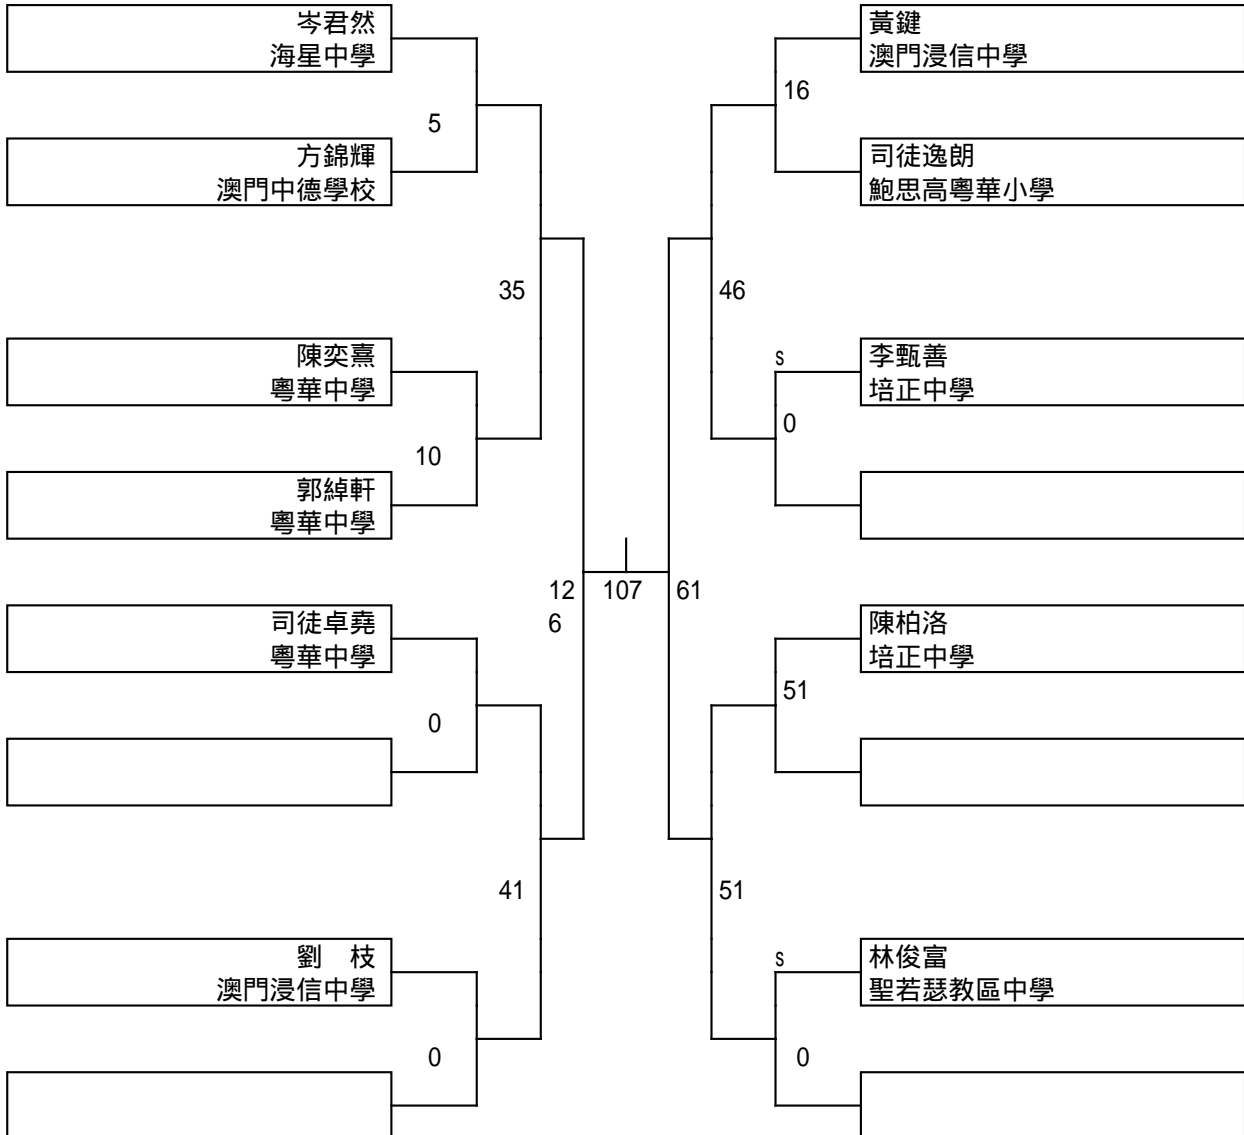 岑君然
海星中學
5
方錦輝
澳門中德學校
35
陳奕熹
粵華中學
10
郭綽軒
粵華中學
12
6
107
司徒卓堯
粵華中學
0
41
劉　枝
澳門浸信中學
0
黃鍵
澳門浸信中學
16
司徒逸朗
鮑思高粵華小學
46
s
李甄善
培正中學
0
61
陳柏洛
培正中學
51
51
s
林俊富
聖若瑟教區中學
0